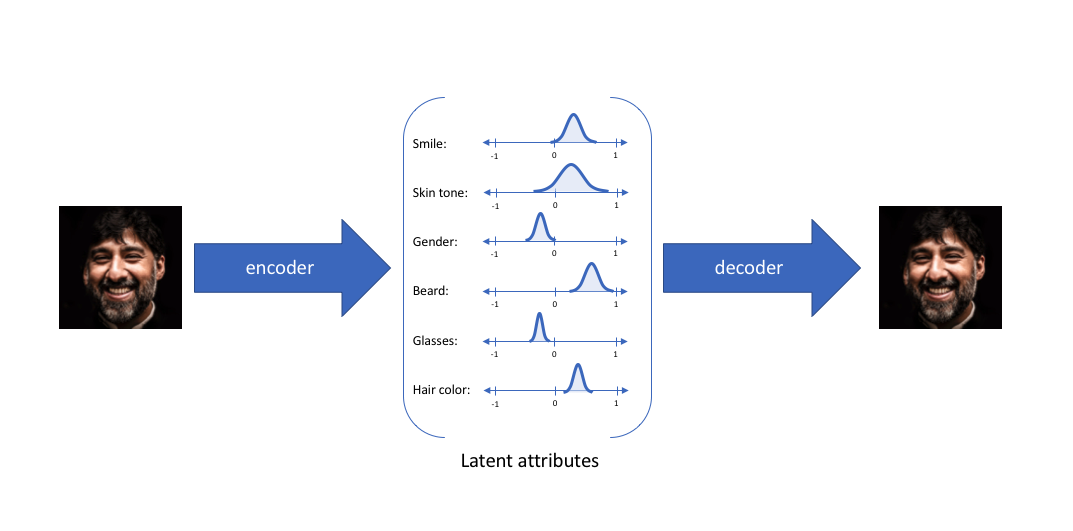 encoder
Smile:
-1 0 1
Skin tone:
-1 0 1
Gender:
-1 0 1
Beard:
-1 0 1
Glasses:
-1 0 1
Hair color:
-1 0 1
decoder
Latent attributes